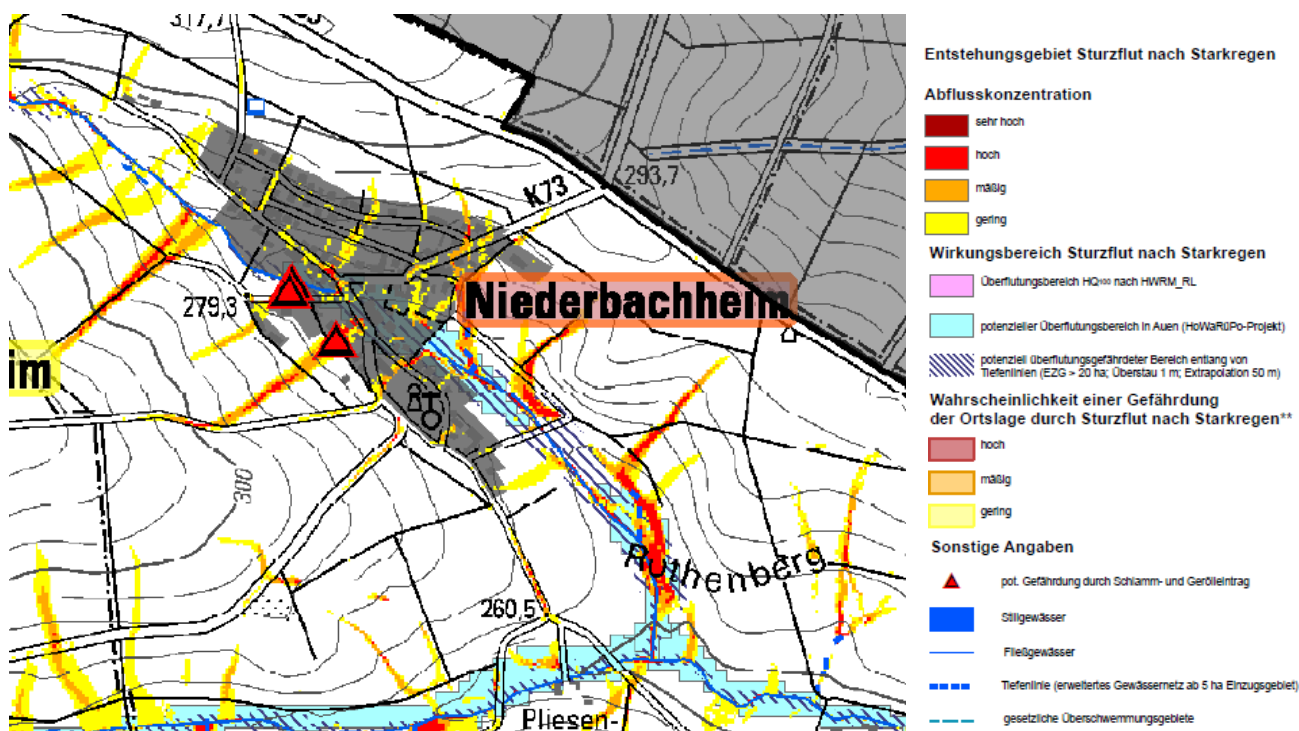 317,7
K73
293,7
Niederbachheim
279,3
im
300
Rothenberg
260,5
Pliesen-
Entstehungsgebiet Sturzflut nach Starkregen
Abflusskonzentration
sehr hoch
hoch
mäßig
gering
Wirkungsbereich Sturzflut nach Starkregen
Überflutungsbereich HQ100 nach HWRM_RL
potenzieller Überflutungsbereich in Auen (HoWaRüPo-Projekt)
potenziell überflutungsgefährdeter Bereich entlang von
Tiefenlinien (EZG > 20 ha; Überstau 1 m; Extrapolation 50 m)
Wahrscheinlichkeit einer Gefährdung
der Ortslage durch Sturzflut nach Starkregen**
hoch
mäßig
gering
Sonstige Angaben
pot. Gefährdung durch Schlamm- und Gerölleintrag
Stillgewässer
Fließgewässer
Tiefenlinie (erweitertes Gewässernetz ab 5 ha Einzugsgebiet)
gesetzliche Überschwemmungsgebiete